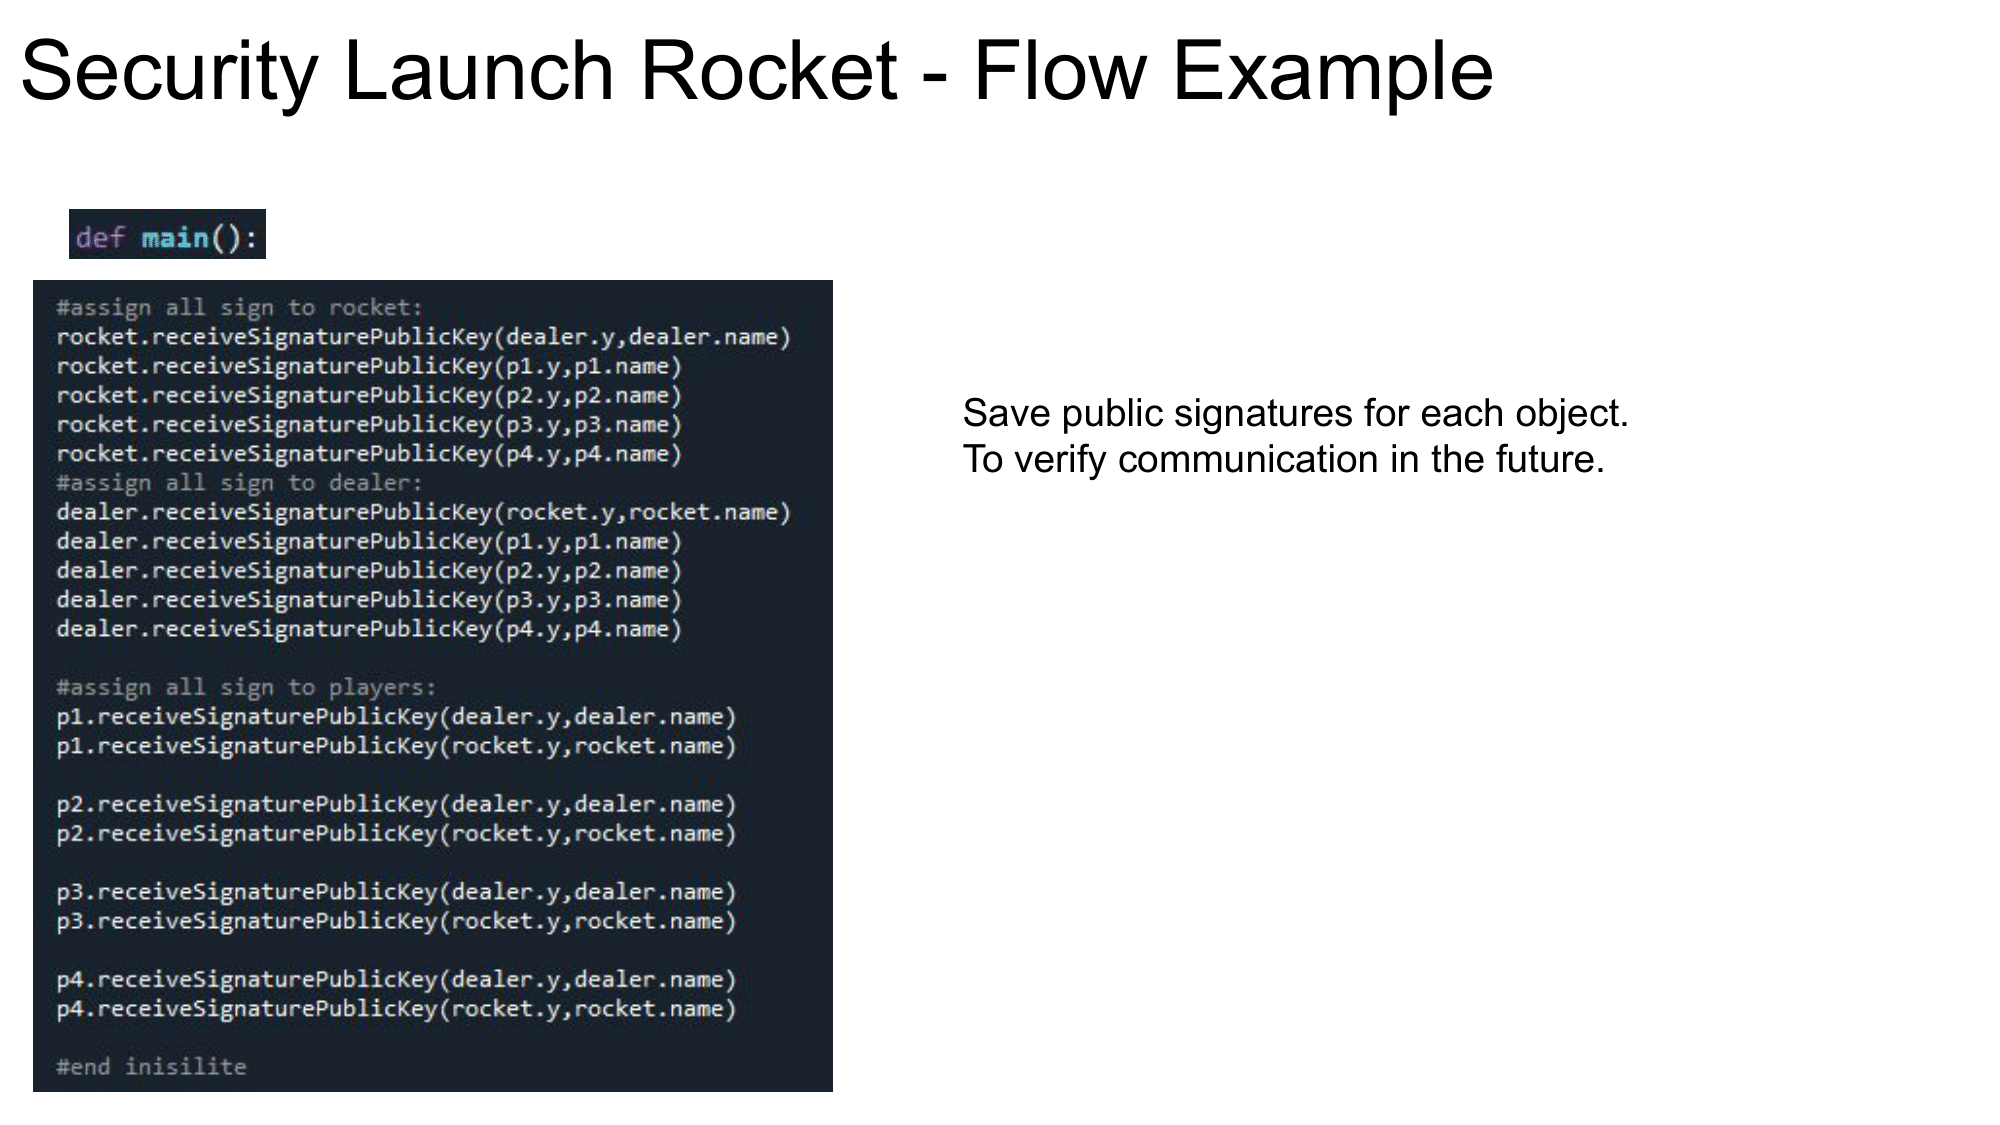 Security Launch Rocket - Flow Example
def main():
#assign all sign to rocket:
rocket.receiveSignaturePublicKey(dealer.y,dealer.name)
rocket.receiveSignaturePublicKey(p1.y,p1.name)
rocket.receiveSignaturePublicKey(p2.y,p2.name)
rocket.receiveSignaturePublicKey(p3.y,p3.name)
rocket.receiveSignaturePublicKey(p4.y,p4.name)
#assign all sign to dealer:
dealer.receiveSignaturePublicKey(rocket.y,rocket.name)
dealer.receiveSignaturePublicKey(p1.y,p1.name)
dealer.receiveSignaturePublicKey(p2.y,p2.name)
dealer.receiveSignaturePublicKey(p3.y,p3.name)
dealer.receiveSignaturePublicKey(p4.y,p4.name)
#assign all sign to players:
p1.receiveSignaturePublicKey(dealer.y,dealer.name)
p1.receiveSignaturePublicKey(rocket.y,rocket.name)
p2.receiveSignaturePublicKey(dealer.y,dealer.name)
p2.receiveSignaturePublicKey(rocket.y,rocket.name)
p3.receiveSignaturePublicKey(dealer.y,dealer.name)
p3.receiveSignaturePublicKey(rocket.y,rocket.name)
p4.receiveSignaturePublicKey(dealer.y,dealer.name)
p4.receiveSignaturePublicKey(rocket.y,rocket.name)
#end inisilite
Save public signatures for each object.
To verify communication in the future.